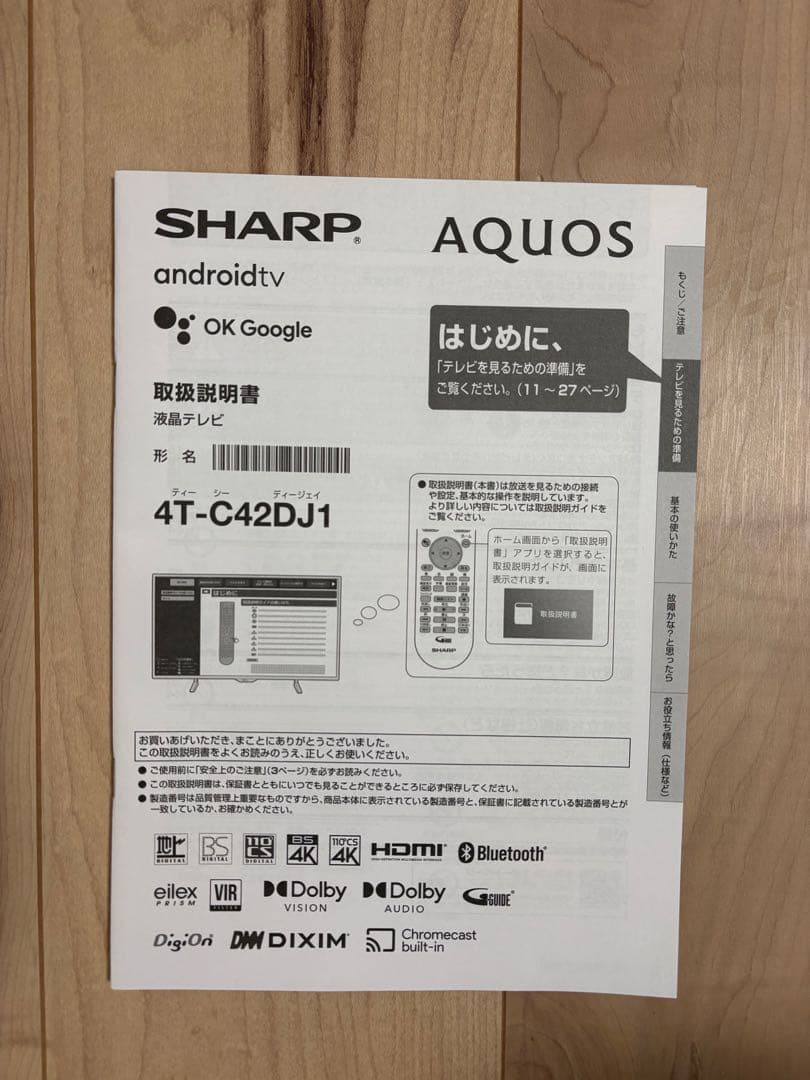 SHARP®
AQUOS
androidtv
OK Google
はじめに、
「テレビを見るための準備」を
ご覧ください。(11～27ページ)
取扱説明書
液晶テレビ
形 名
ティー シー ディージェイ
4T-C42DJ1
● 取扱説明書(本書)は放送を見るための接続
や設定、基本的な操作を説明しています。
より詳しい内容については取扱説明ガイドを
ご覧ください。
ホーム
ホーム画面から「取扱説明
書」アプリを選択すると、
取扱説明ガイドが、画面に
表示されます。
取扱説明書
SHARP
はじめに
もくじ／ご注意
テレビを見るための準備
基本の使いかた
故障かな？と思ったら
お役立ち情報（仕様など）
お買いあげいただき、まことにありがとうございました。
この取扱説明書をよくお読みのうえ、正しくお使いください。
● ご使用前に「安全上のご注意」(3ページ)を必ずお読みください。
● この取扱説明書は、保証書とともにいつでも見ることができるところに必ず保存してください。
● 製造番号は品質管理上重要なものですから、商品本体に表示されている製造番号と、保証書に記載されている製造番号とが
一致しているか、お確かめください。
地上 DIGITAL
BS DIGITAL
110 CS DIGITAL
BS 4K
110°CS 4K
HDMI®
HIGH-DEFINITION MULTIMEDIA INTERFACE
Bluetooth®
eilex PRISM
VIR FILTER
Dolby VISION
Dolby AUDIO
G-GUIDE®
DigiOn
DIXIM®
Chromecast
built-in